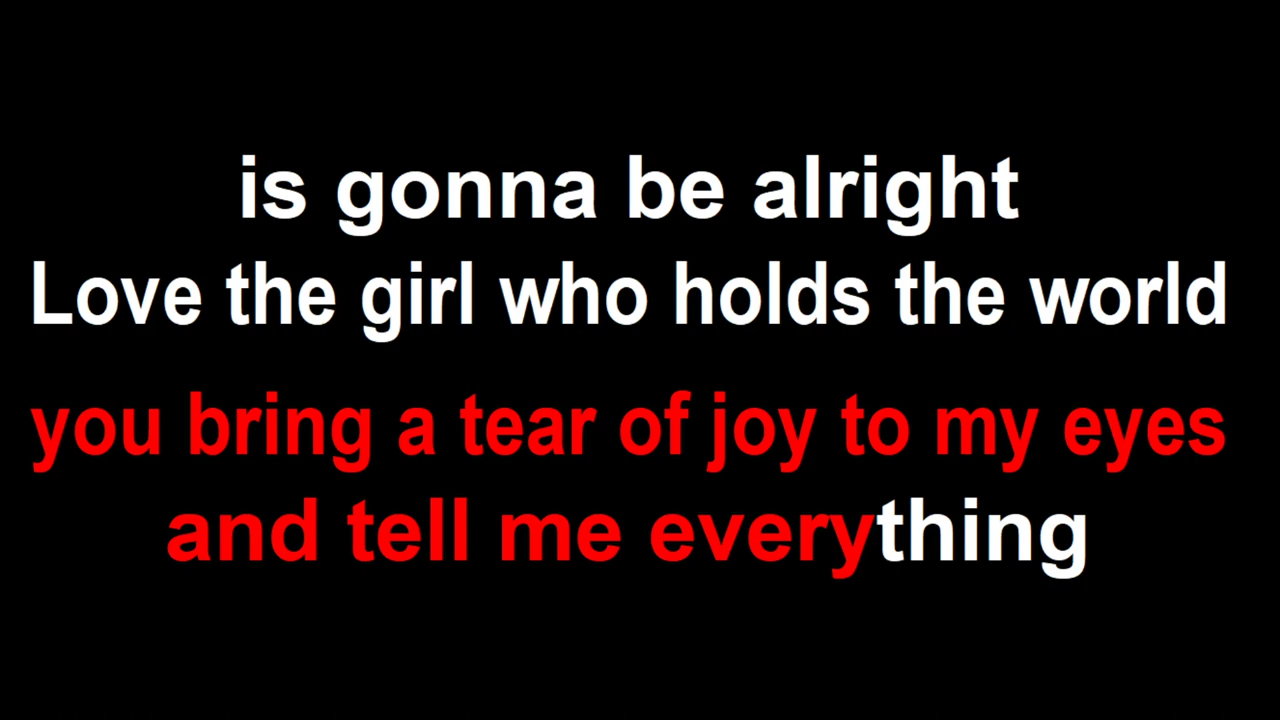 is gonna be alright
Love the girl who holds the world
you bring a tear of joy to my eyes
and tell me everything